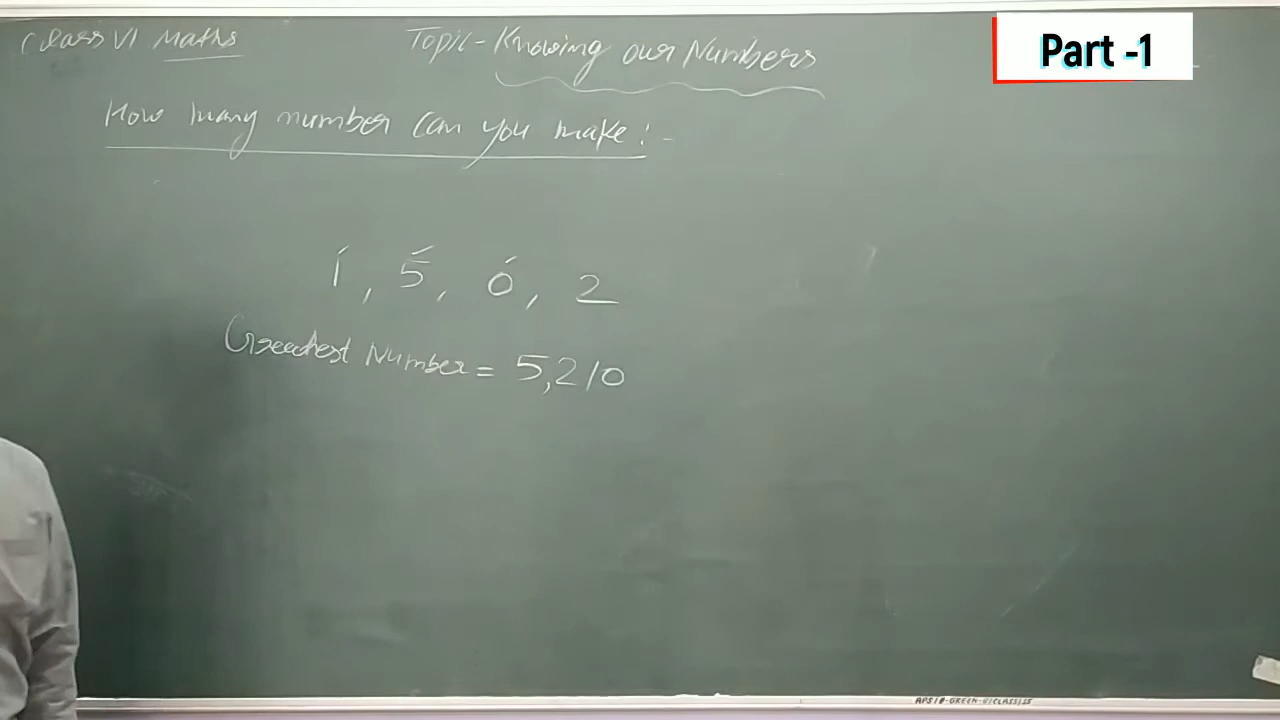 Class VI Maths
Topic - Knowing our Numbers
Part -1
How many number can you make : -
1, 5, 0, 2
Greatest Number = 5,210